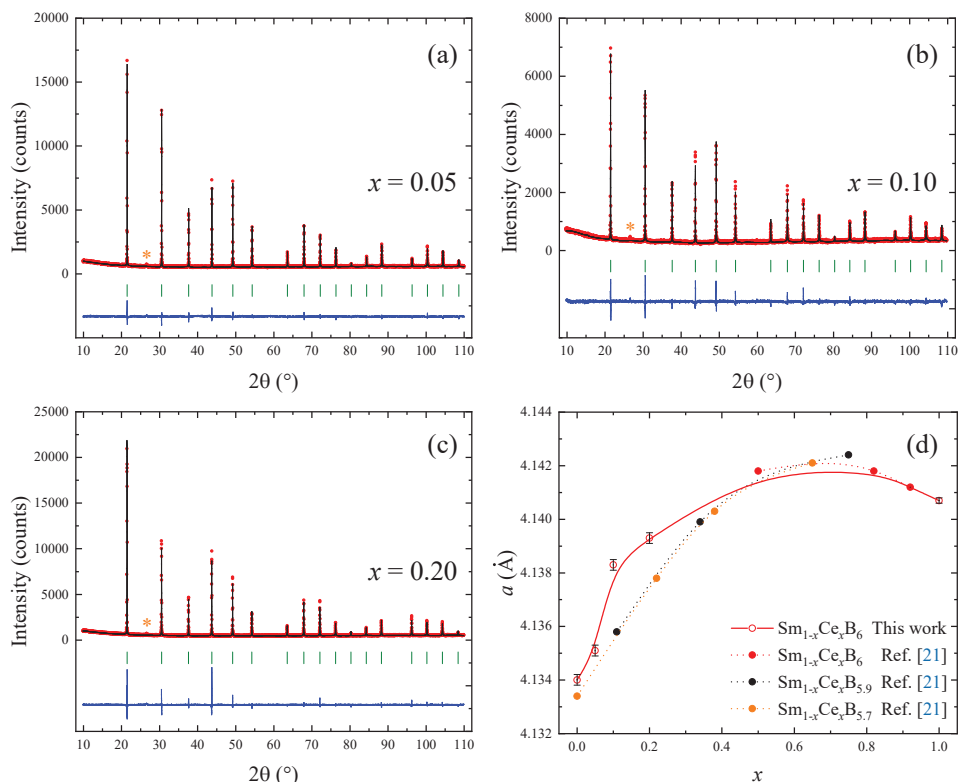 20000
15000
10000
5000
0
Intensity (counts)
(a)
x = 0.05
*
10 20 30 40 50 60 70 80 90 100 110
2θ (°)
8000
6000
4000
2000
0
Intensity (counts)
(b)
x = 0.10
*
10 20 30 40 50 60 70 80 90 100 110
2θ (°)
25000
20000
15000
10000
5000
0
Intensity (counts)
(c)
x = 0.20
*
10 20 30 40 50 60 70 80 90 100 110
2θ (°)
4.144
4.142
4.140
4.138
4.136
4.134
4.132
a (Å)
(d)
Sm1-xCexB6 This work
Sm1-xCexB6 Ref. [21]
Sm1-xCexB5.9 Ref. [21]
Sm1-xCexB5.7 Ref. [21]
0.0 0.2 0.4 0.6 0.8 1.0
x